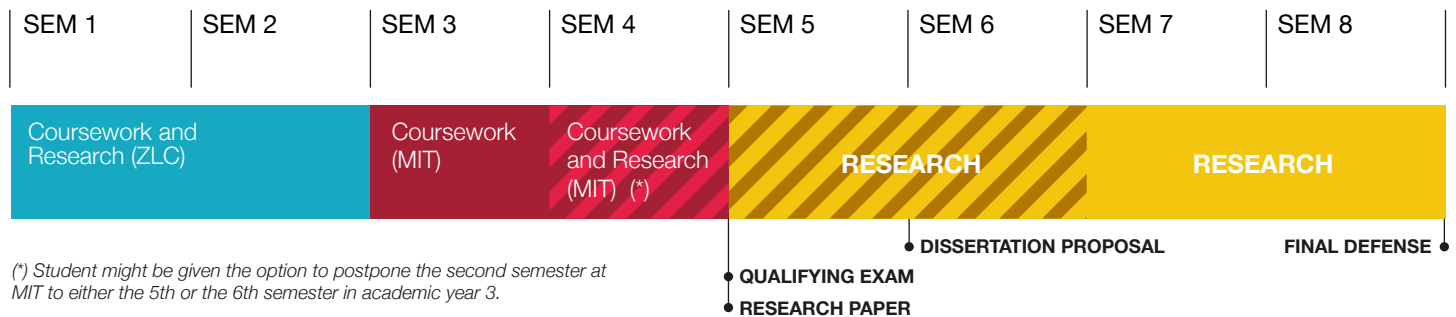 SEM 1 SEM 2 SEM 3 SEM 4 SEM 5 SEM 6 SEM 7 SEM 8
Coursework and
Research (ZLC)
Coursework
(MIT)
Coursework
and Research
(MIT) (*)
RESEARCH
RESEARCH
DISSERTATION PROPOSAL
FINAL DEFENSE
QUALIFYING EXAM
RESEARCH PAPER
(*) Student might be given the option to postpone the second semester at
MIT to either the 5th or the 6th semester in academic year 3.